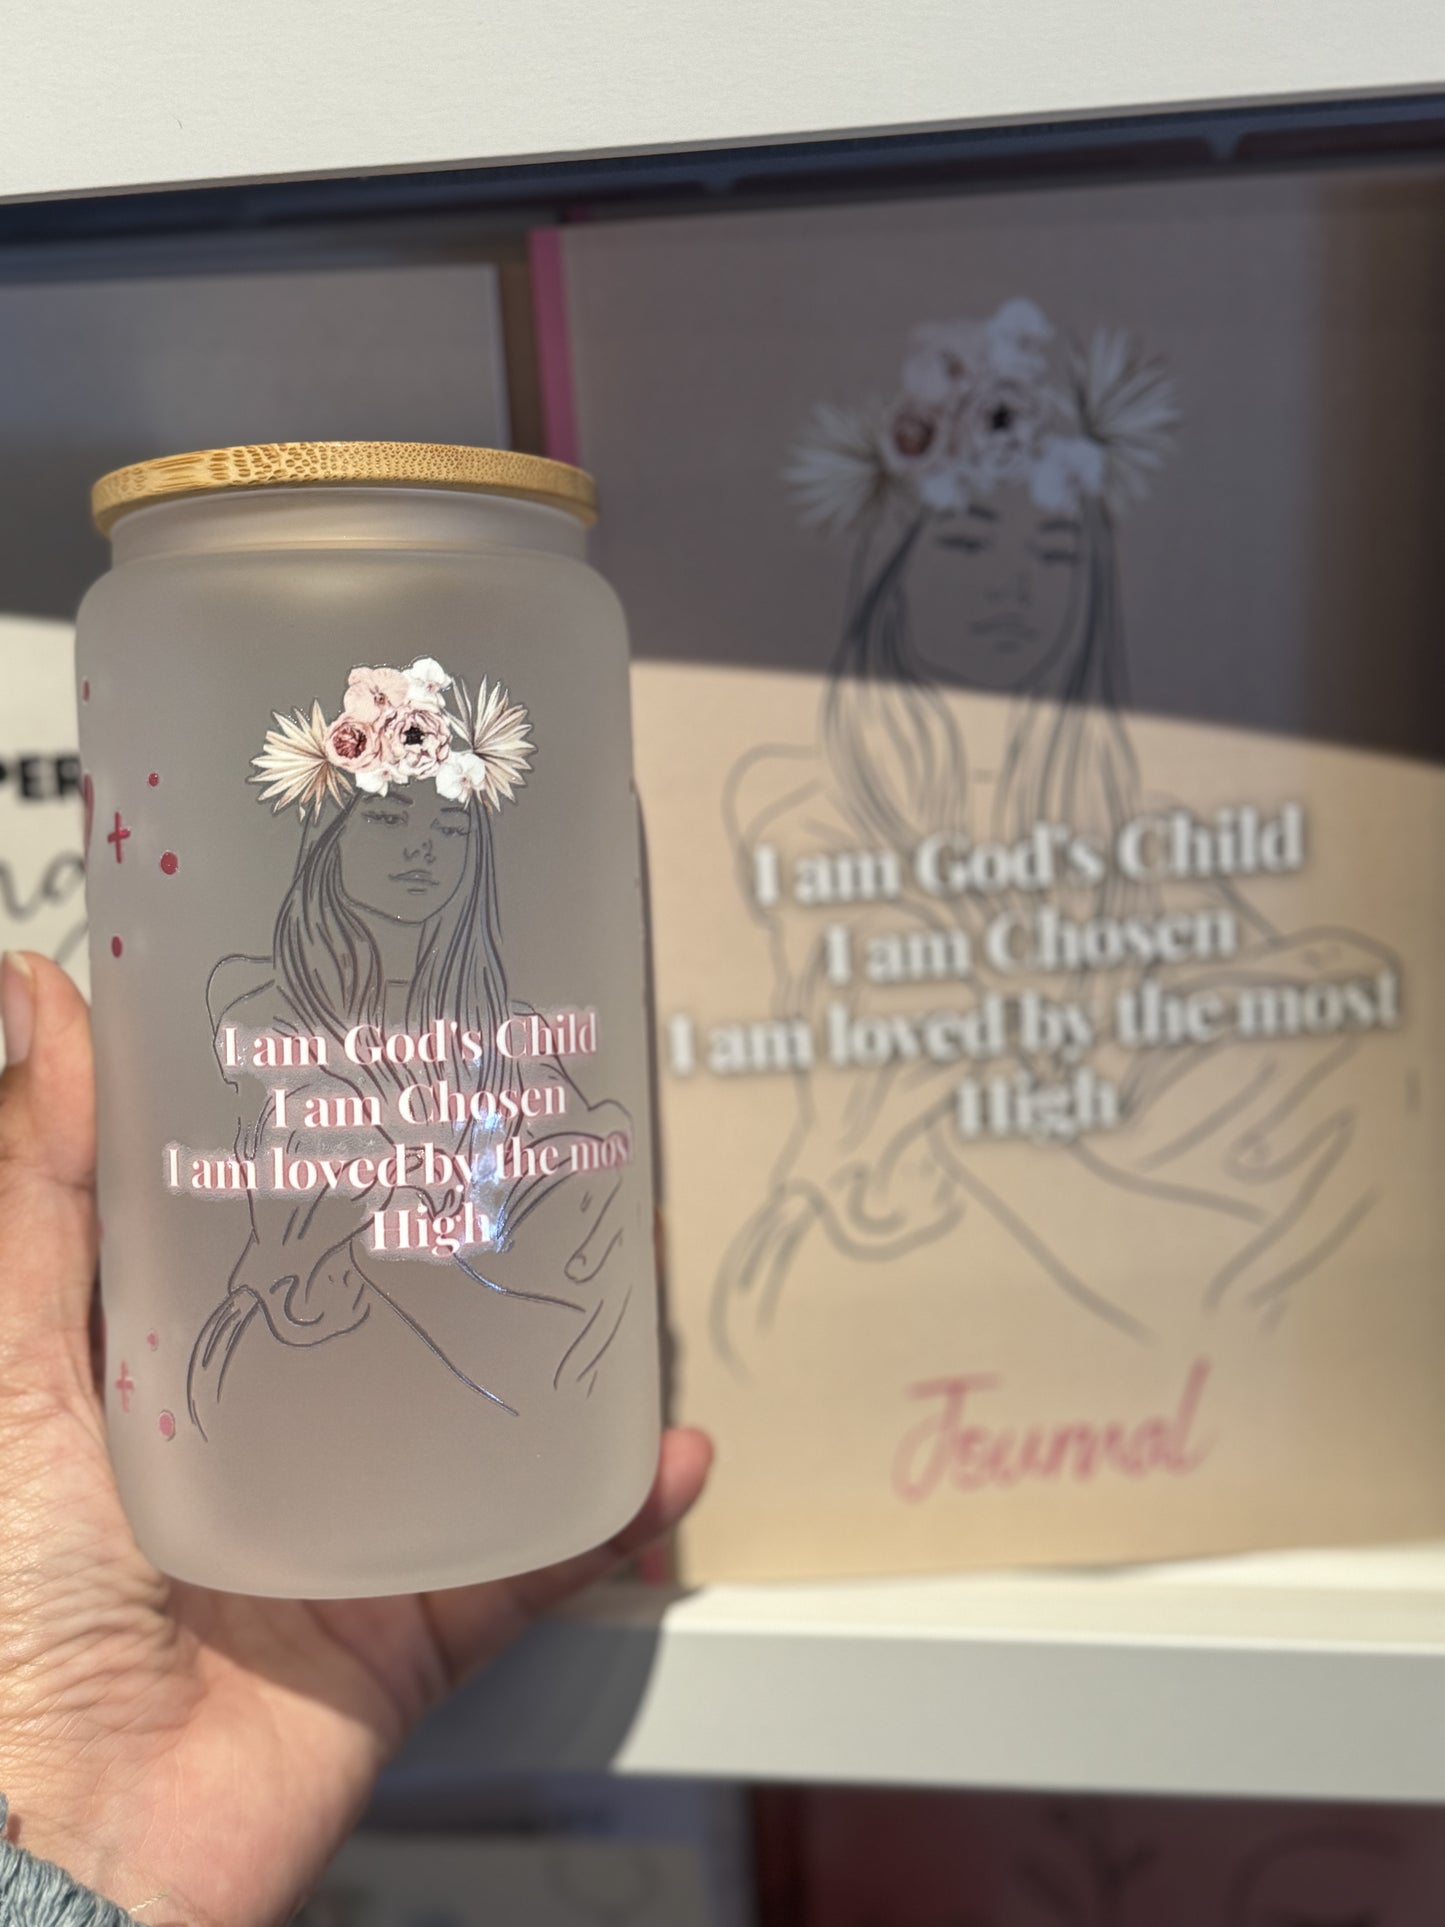 I am God's Child
I am Chosen
I am loved by the most
High
I am God's Child
I am Chosen
I am loved by the most
High
Journal
PER